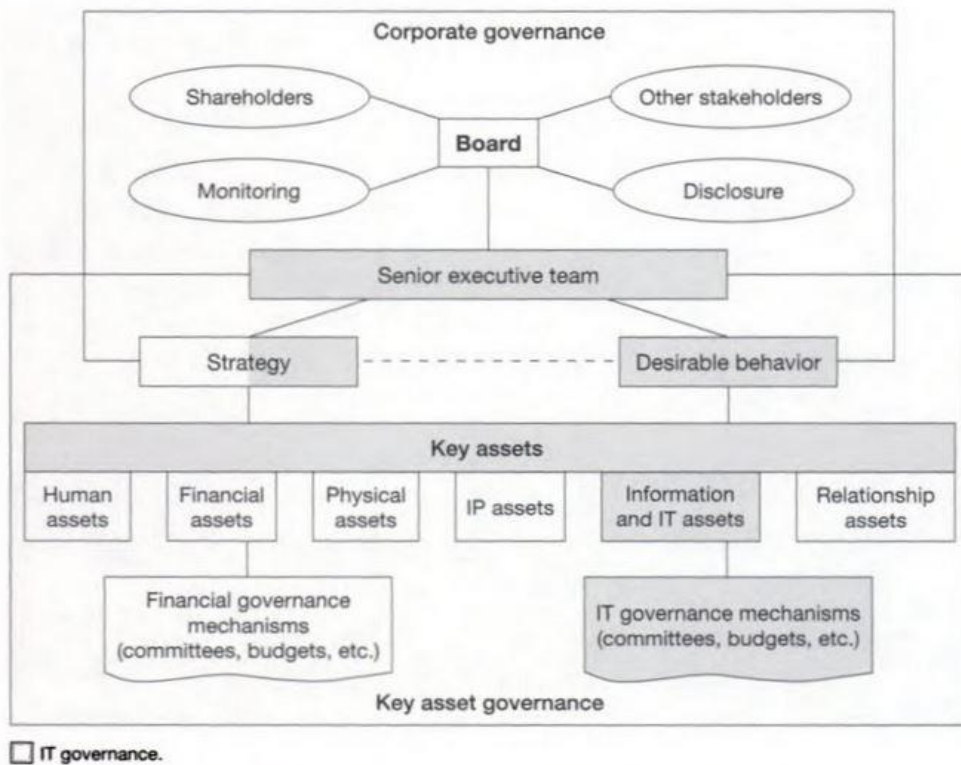 Corporate governance
Shareholders
Other stakeholders
Board
Monitoring
Disclosure
Senior executive team
Strategy
Desirable behavior
Key assets
Human
assets
Financial
assets
Physical
assets
IP assets
Information
and IT assets
Relationship
assets
Financial governance
mechanisms
(committees, budgets, etc.)
IT governance mechanisms
(committees, budgets, etc.)
Key asset governance
IT governance.